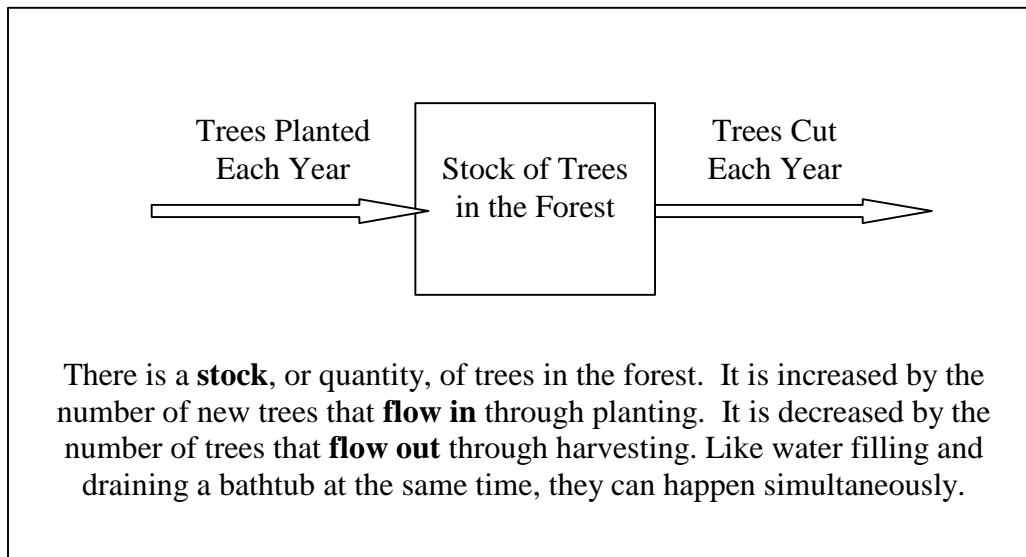 Trees Planted
Each Year
Stock of Trees
in the Forest
Trees Cut
Each Year
There is a stock, or quantity, of trees in the forest.  It is increased by the
number of new trees that flow in through planting.  It is decreased by the
number of trees that flow out through harvesting. Like water filling and
draining a bathtub at the same time, they can happen simultaneously.